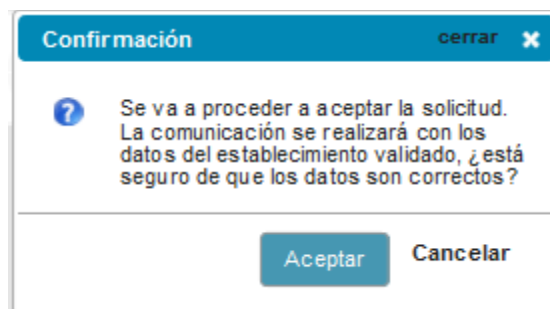 Confirmación cerrar ✖
Se va a proceder a aceptar la solicitud.
La comunicación se realizará con los
datos del establecimiento validado, ¿está
seguro de que los datos son correctos?
Aceptar Cancelar